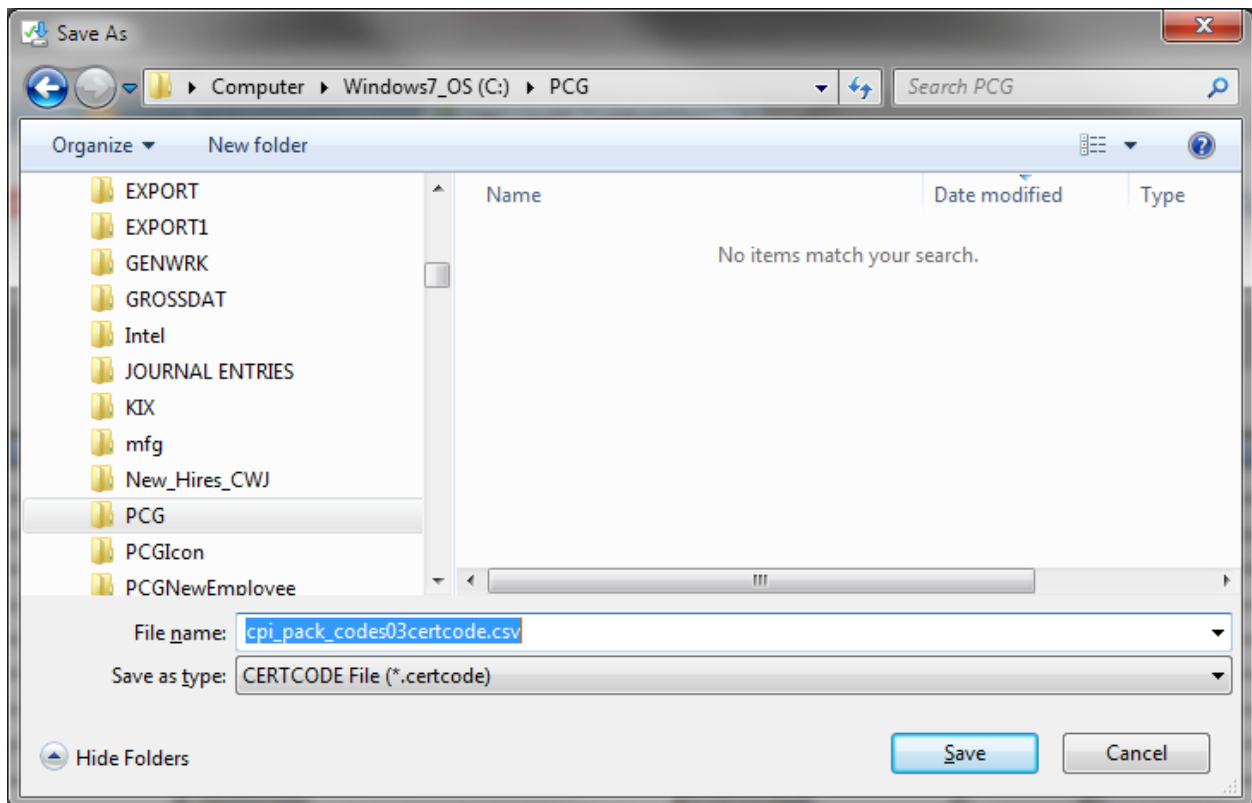 Save As
Computer ▸ Windows7_OS (C:) ▸ PCG
Search PCG
Organize New folder
Name Date modified Type
No items match your search.
EXPORT
EXPORT1
GENWRK
GROSSDAT
Intel
JOURNAL ENTRIES
KIX
mfg
New_Hires_CWJ
PCG
PCGIcon
PCGNewEmployee
File name: cpi_pack_codes03certcode.csv
Save as type: CERTCODE File (*.certcode)
Hide Folders
Save Cancel